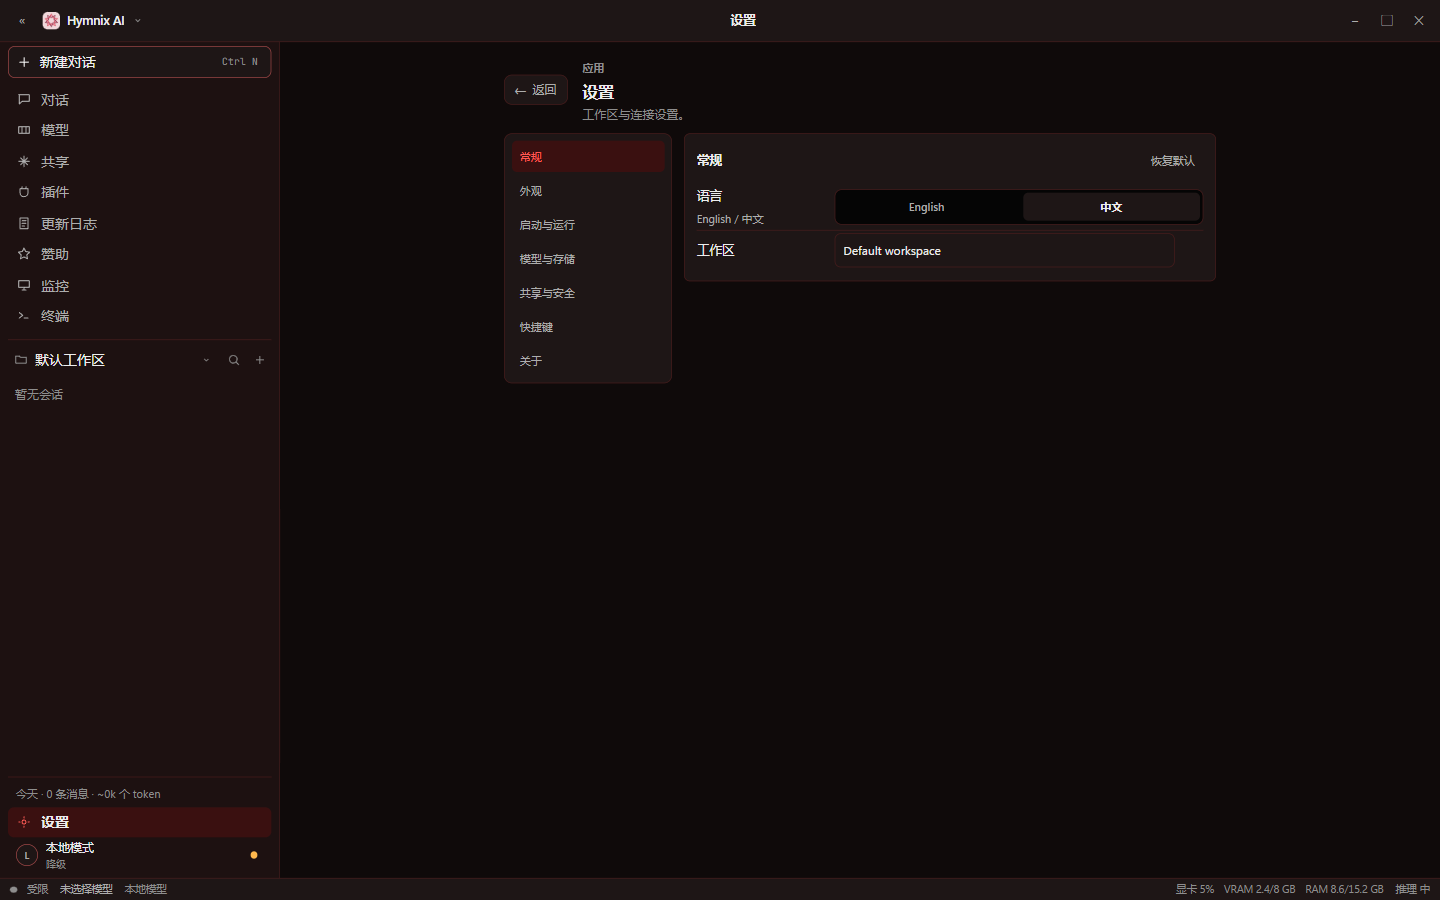 « Hymnix AI
设置
新建对话 Ctrl N
对话
模型
共享
插件
更新日志
赞助
监控
终端
默认工作区
暂无会话
今天 · 0 条消息 · ~0k 个 token
设置
L 本地模式
降级
← 返回
应用
设置
工作区与连接设置。
常规
外观
启动与运行
模型与存储
共享与安全
快捷键
关于
常规 恢复默认
语言
English / 中文
English 中文
工作区 Default workspace
受限 未选择模型 本地模型
显卡 5% VRAM 2.4/8 GB RAM 8.6/15.2 GB 推理 中